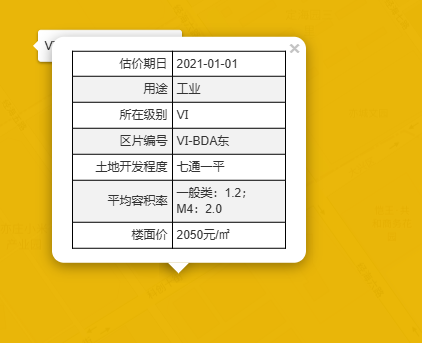 估价期日 2021-01-01
用途 工业
所在级别 VI
区片编号 VI-BDA东
土地开发程度 七通一平
平均容积率 一般类：1.2；
M4：2.0
楼面价 2050元/㎡